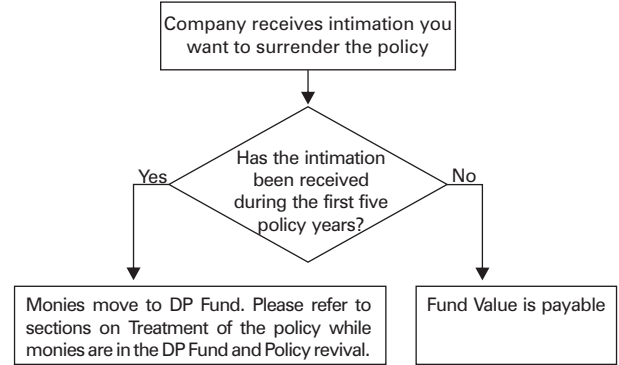 Company receives intimation you
want to surrender the policy
Has the intimation
been received
during the first five
policy years?
Yes
No
Monies move to DP Fund. Please refer to
sections on Treatment of the policy while
monies are in the DP Fund and Policy revival.
Fund Value is payable